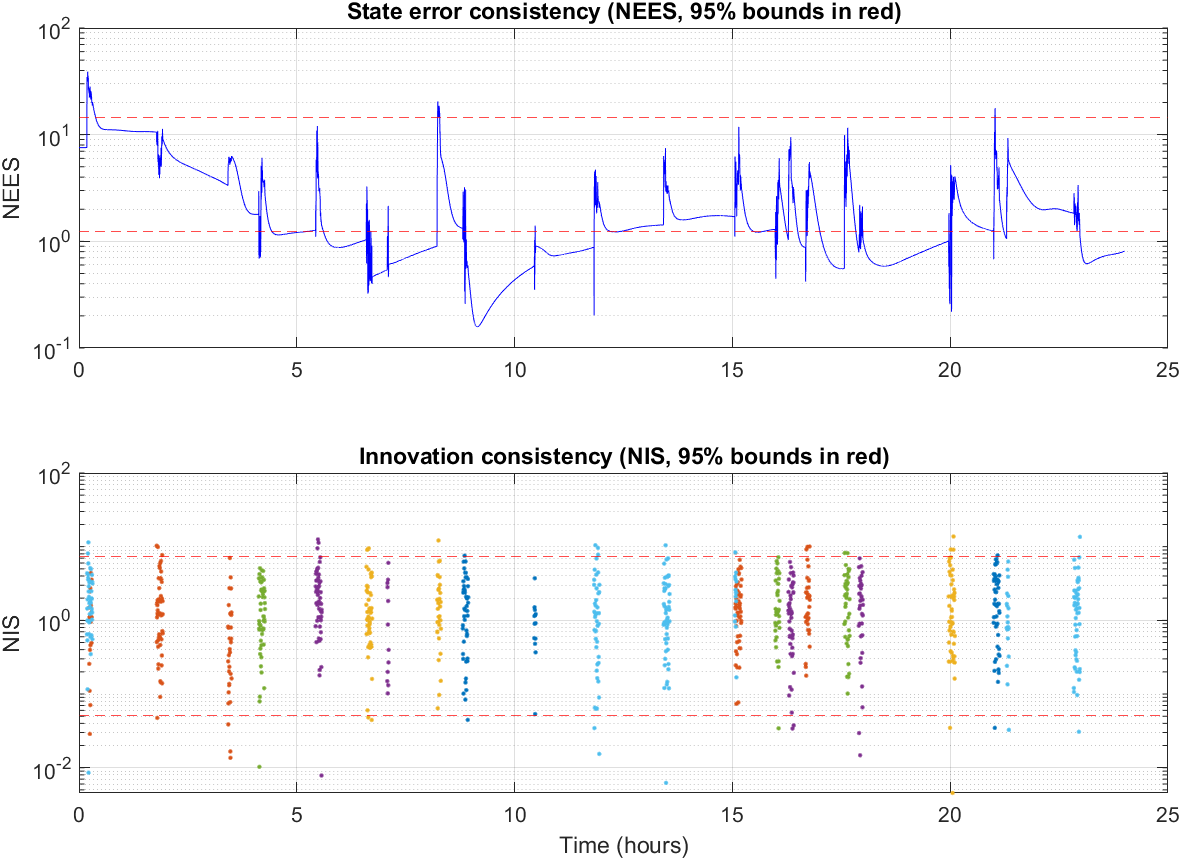 State error consistency (NEES, 95% bounds in red)
NEES
10^2
10^1
10^0
10^-1
0 5 10 15 20 25
Innovation consistency (NIS, 95% bounds in red)
NIS
10^2
10^0
10^-2
0 5 10 15 20 25
Time (hours)